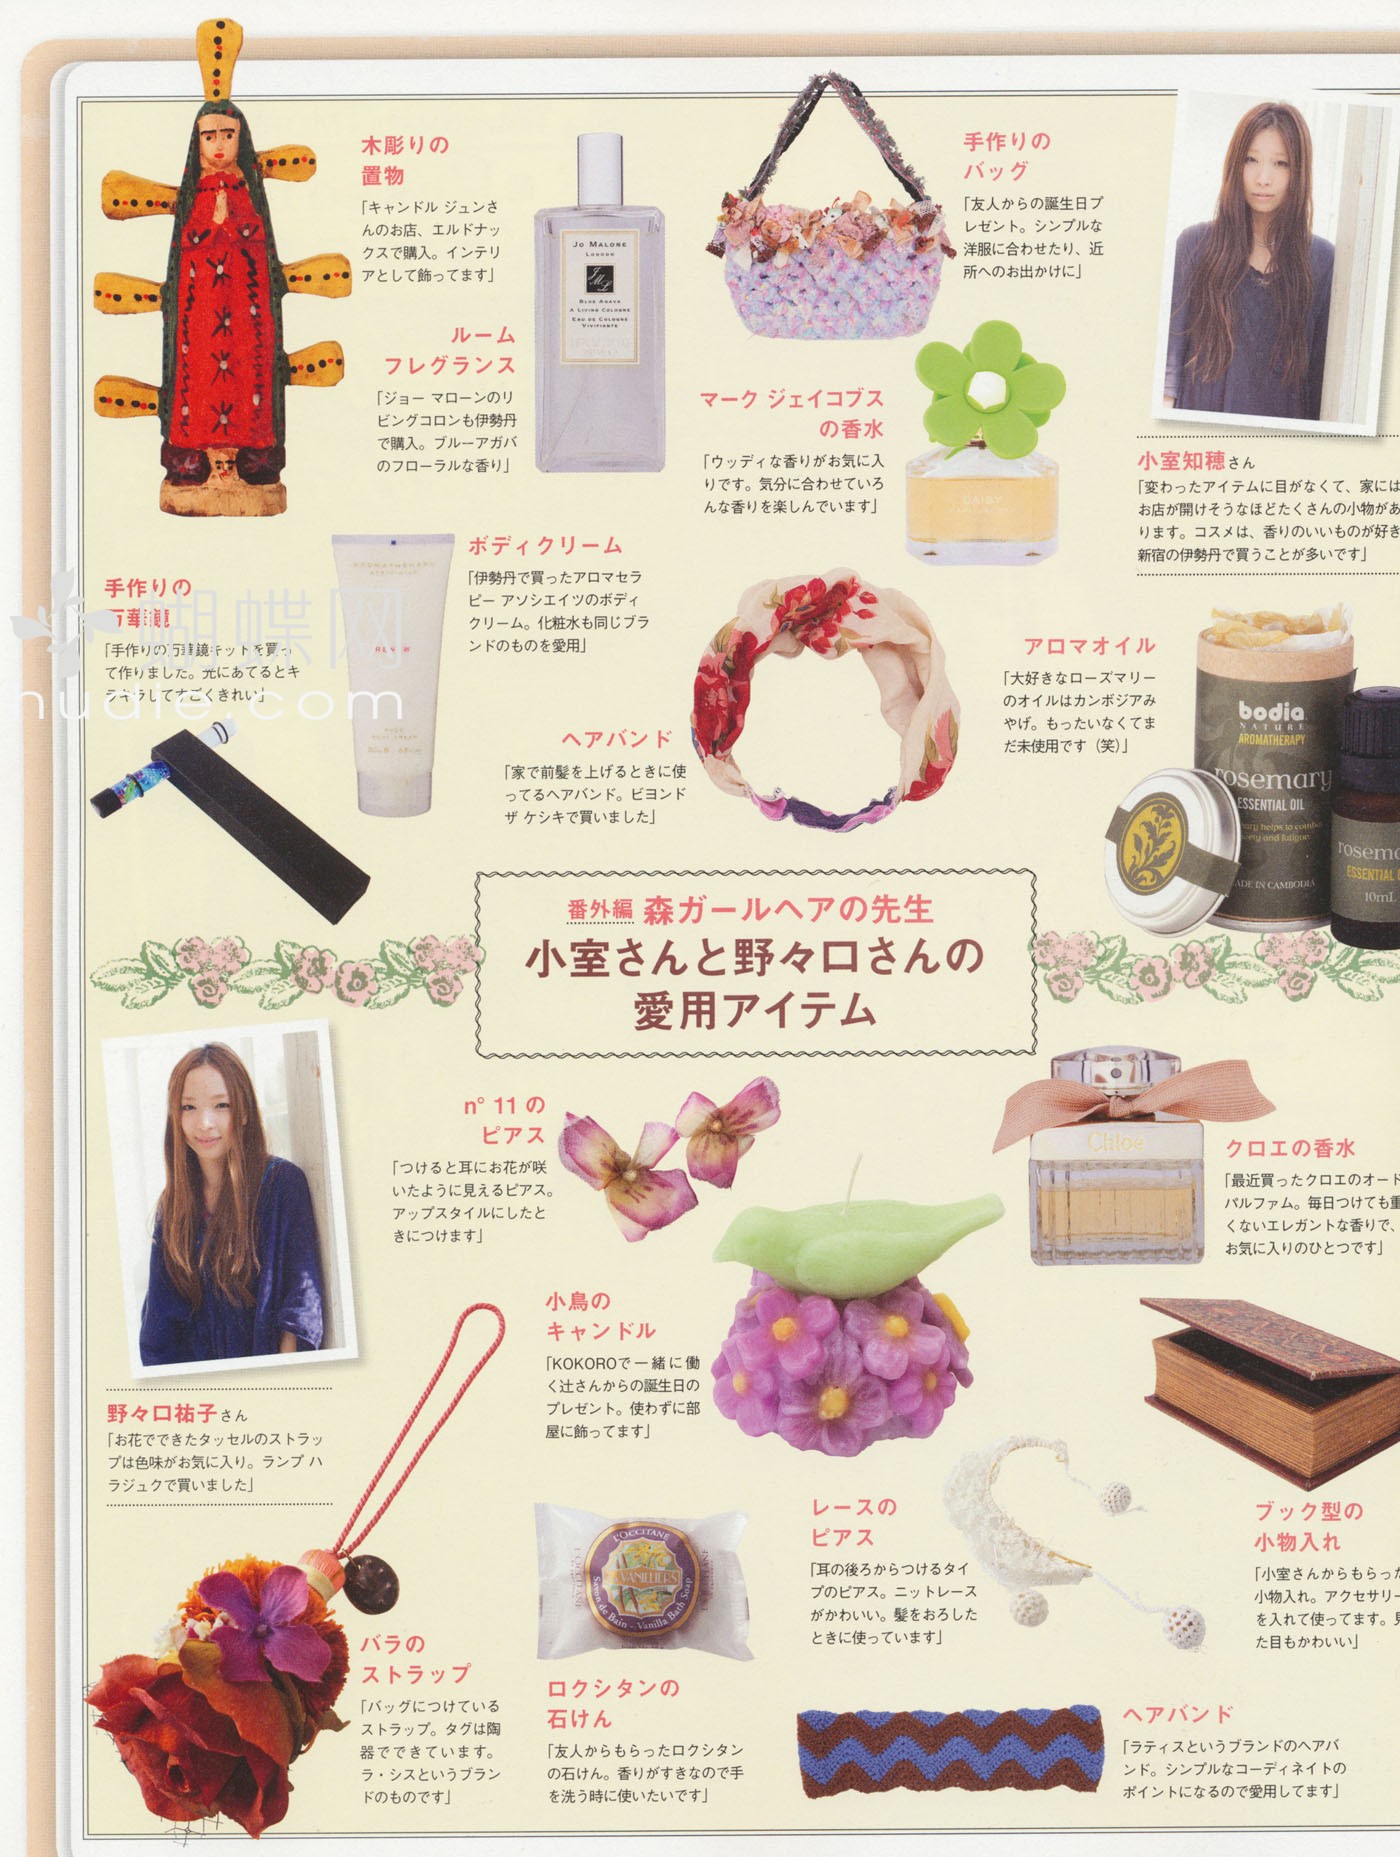 木彫りの
置物
「キャンドル ジュンさ
んのお店、エルドナッ
クスで購入。インテリ
アとして飾ってます」
JO MALONE
LONDON
BLUE AGAVA
A LIVING COLOGNE
EAU DE COLOGNE
VIVIFIANTE
手作りの
バッグ
「友人からの誕生日プ
レゼント。シンプルな
洋服に合わせたり、近
所へのお出かけに」
ルーム
フレグランス
「ジョー マローンのリ
ビングコロンも伊勢丹
で購入。ブルーアガバ
のフローラルな香り」
マーク ジェイコブス
の香水
「ウッディな香りがお気に入
りです。気分に合わせていろ
んな香りを楽しんでいます」
DAISY
小室知穂さん
「変わったアイテムに目がなくて、家には
お店が開けそうなほどたくさんの小物があ
ります。コスメは、香りのいいものが好き
新宿の伊勢丹で買うことが多いです」
手作りの
万華鏡
「手作りの万華鏡キットを買っ
て作りました。光にあてるとキ
ラキラしてすごくきれい」
蝴蝶网
hudie.com
RENEW
ボディクリーム
「伊勢丹で買ったアロマセラ
ピー アソシエイツのボディ
クリーム。化粧水も同じブラ
ンドのものを愛用」
ヘアバンド
「家で前髪を上げるときに使
ってるヘアバンド。ビヨンド
ザ ケシキで買いました」
アロマオイル
「大好きなローズマリー
のオイルはカンボジアみ
やげ。もったいなくてま
だ未使用です（笑）」
bodia
NATURE
AROMATHERAPY
rosemary
ESSENTIAL OIL
MADE IN CAMBODIA
ESSENTIAL
10mL
番外編 森ガールヘアの先生
小室さんと野々口さんの
愛用アイテム
n° 11 の
ピアス
「つけると耳にお花が咲
いたように見えるピアス。
アップスタイルにしたと
きにつけます」
Chloé
クロエの香水
「最近買ったクロエのオード
パルファム。毎日つけても重
くないエレガントな香りで、
お気に入りのひとつです」
小鳥の
キャンドル
「KOKOROで一緒に働
く辻さんからの誕生日の
プレゼント。使わずに部
屋に飾ってます」
野々口祐子さん
「お花でできたタッセルのストラッ
プは色味がお気に入り。ランプ ハ
ラジュクで買いました」
L'OCCITANE
VANILLIERS
Savon de Bain - Vanilla Bath Soap
レースの
ピアス
「耳の後ろからつけるタイ
プのピアス。ニットレース
がかわいい。髪をおろした
ときに使っています」
ブック型の
小物入れ
「小室さんからもらった
小物入れ。アクセサリー
を入れて使ってます。見
た目もかわいい」
バラの
ストラップ
「バッグにつけている
ストラップ。タグは陶
器でできています。
ラ・シスというブラン
ドのものです」
ロクシタンの
石けん
「友人からもらったロクシタン
の石けん。香りがすきなので手
を洗う時に使いたいです」
ヘアバンド
「ラティスというブランドのヘアバ
ンド。シンプルなコーディネイトの
ポイントになるので愛用してます」